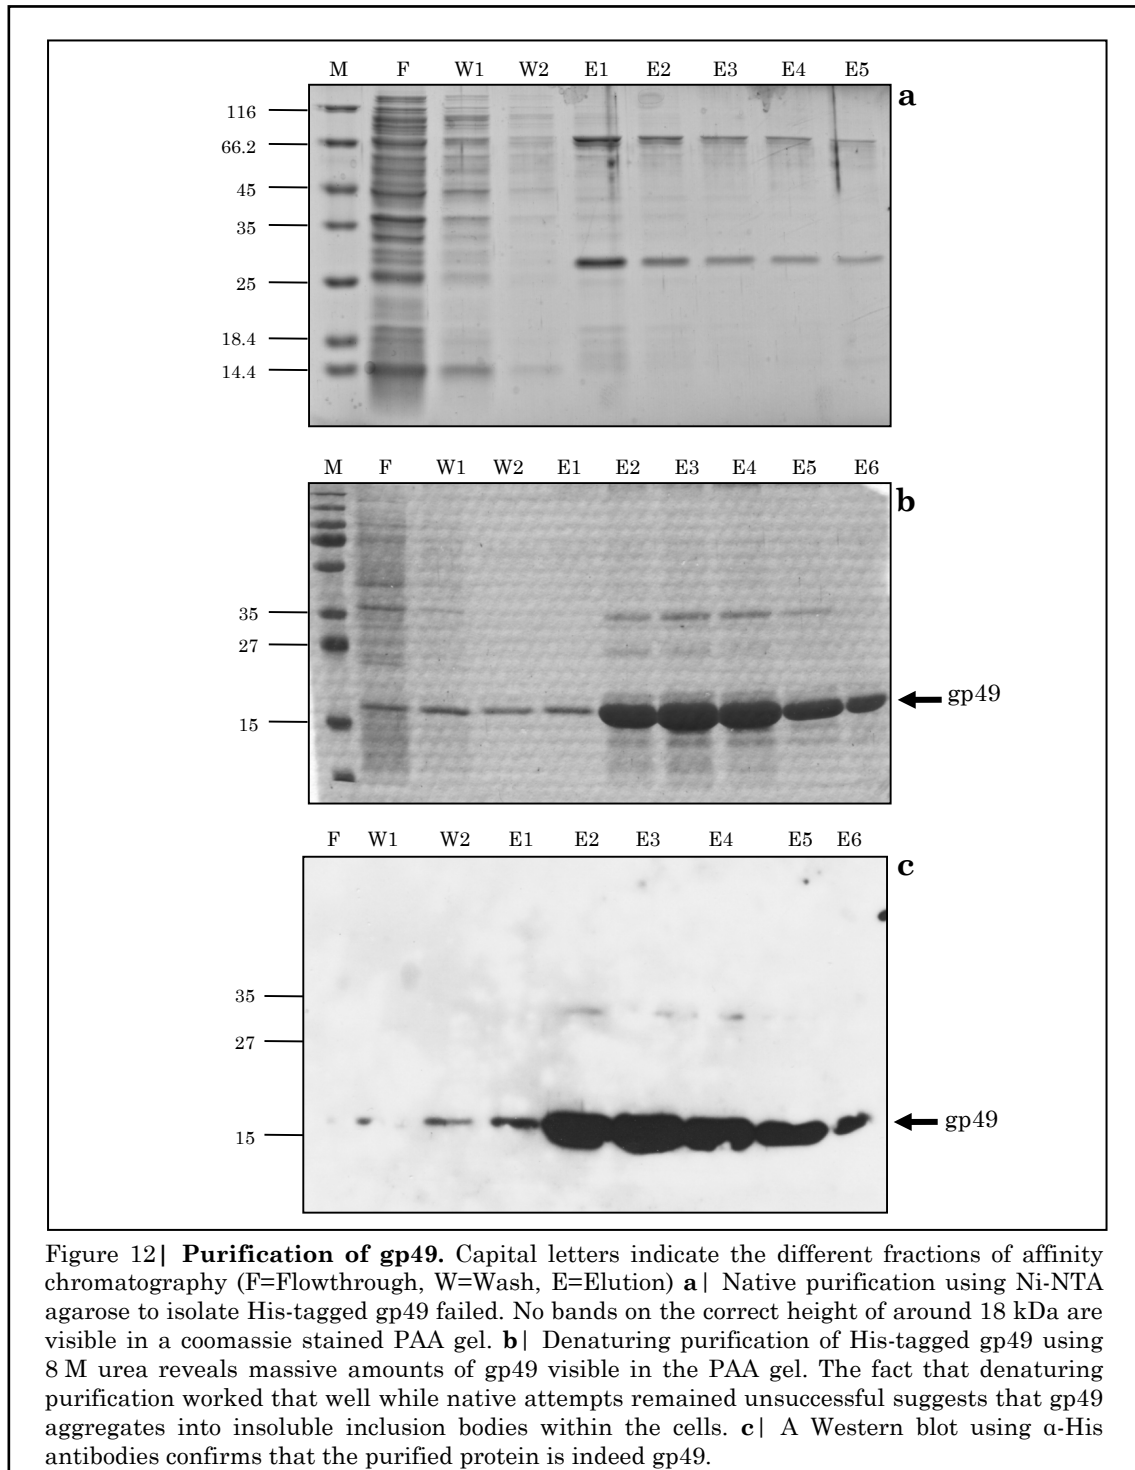 M F W1 W2 E1 E2 E3 E4 E5
a
116
66.2
45
35
25
18.4
14.4
M F W1 W2 E1 E2 E3 E4 E5 E6
b
35
27
15
gp49
F W1 W2 E1 E2 E3 E4 E5 E6
c
35
27
15
gp49
Figure 12| Purification of gp49. Capital letters indicate the different fractions of affinity
chromatography (F=Flowthrough, W=Wash, E=Elution) a| Native purification using Ni-NTA
agarose to isolate His-tagged gp49 failed. No bands on the correct height of around 18 kDa are
visible in a coomassie stained PAA gel. b| Denaturing purification of His-tagged gp49 using
8 M urea reveals massive amounts of gp49 visible in the PAA gel. The fact that denaturing
purification worked that well while native attempts remained unsuccessful suggests that gp49
aggregates into insoluble inclusion bodies within the cells. c| A Western blot using α-His
antibodies confirms that the purified protein is indeed gp49.